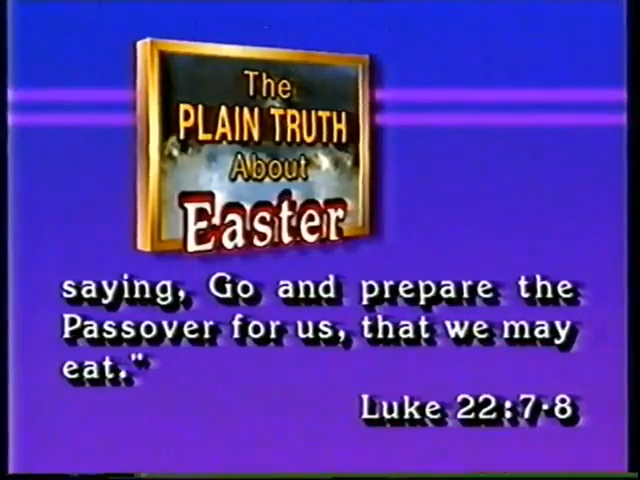 The
PLAIN TRUTH
About
Easter
saying, Go and prepare the
Passover for us, that we may
eat."
Luke 22:7-8